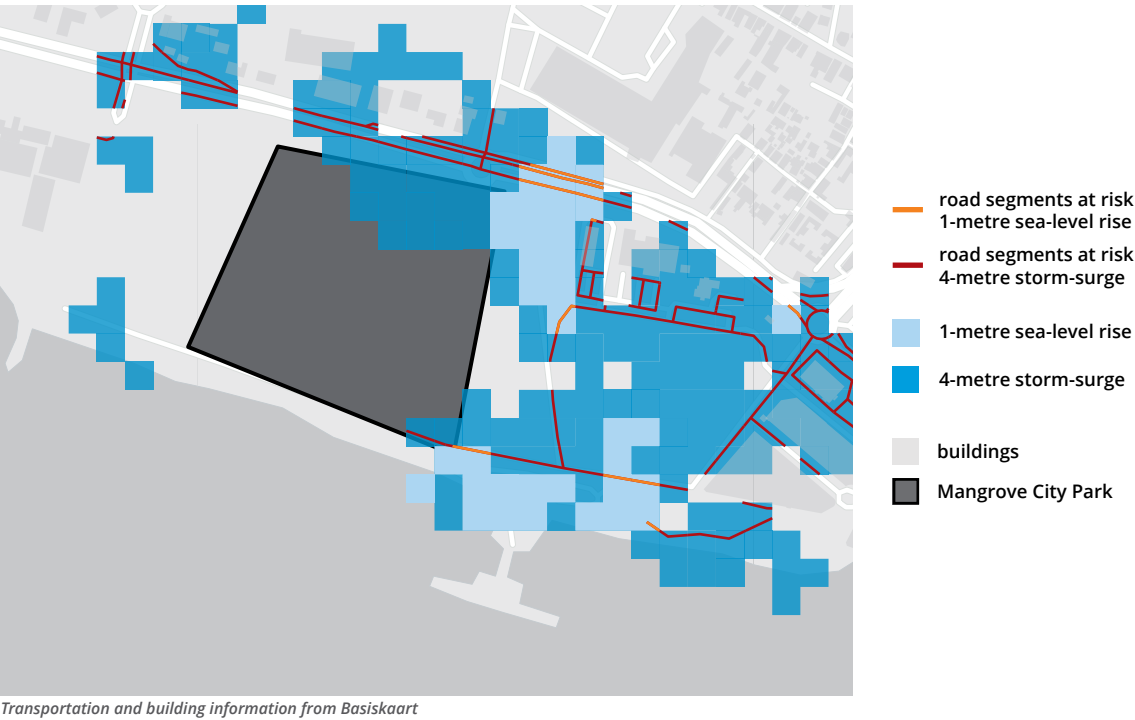 road segments at risk
1-metre sea-level rise
road segments at risk
4-metre storm-surge
1-metre sea-level rise
4-metre storm-surge
buildings
Mangrove City Park
Transportation and building information from Basiskaart